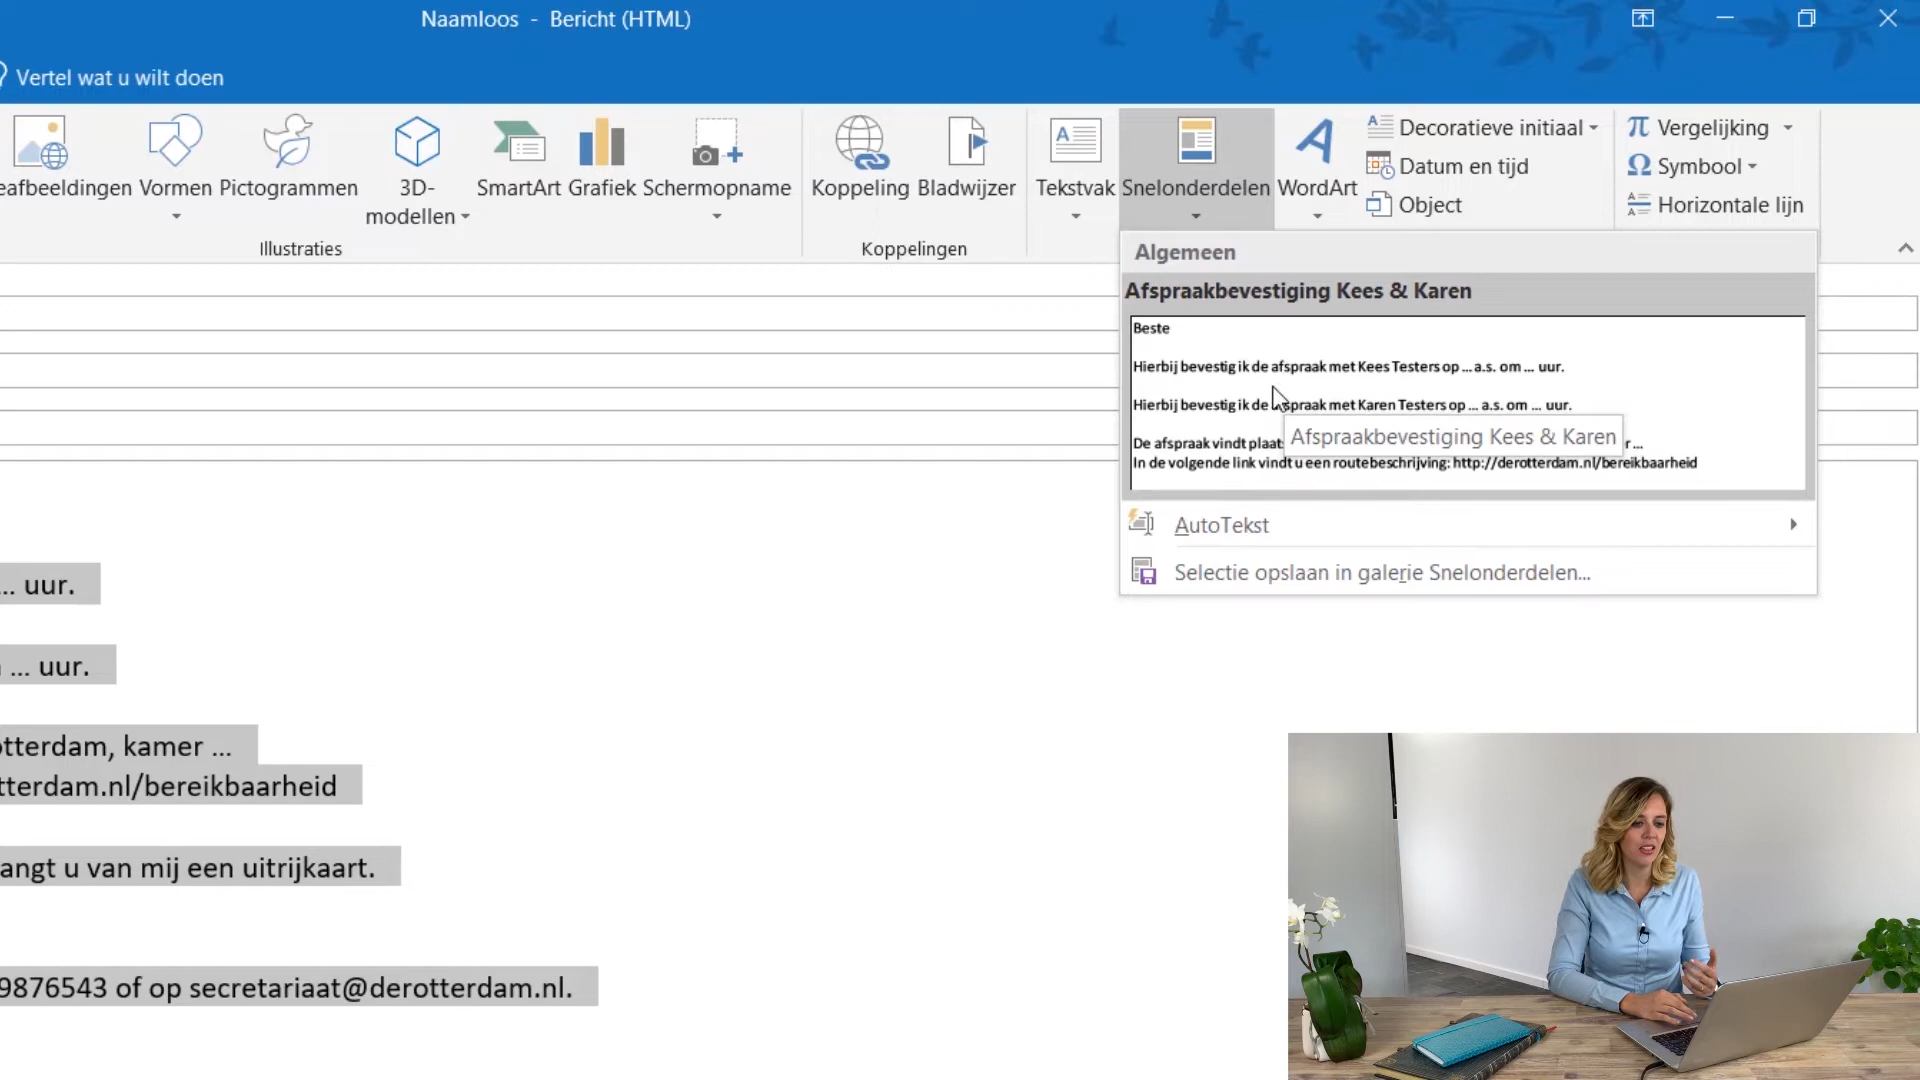 Naamloos - Bericht (HTML)
Vertel wat u wilt doen
eafbeeldingen
Vormen
Pictogrammen
3D-
modellen
SmartArt
Grafiek
Schermopname
Illustraties
Koppeling
Bladwijzer
Koppelingen
Tekstvak
Snelonderdelen
WordArt
Decoratieve initiaal
Datum en tijd
Object
Vergelijking
Symbool
Horizontale lijn
Algemeen
Afspraakbevestiging Kees & Karen
Beste
Hierbij bevestig ik de afspraak met Kees Testers op ... a.s. om ... uur.
Hierbij bevestig ik de afspraak met Karen Testers op ... a.s. om ... uur.
De afspraak vindt plaats
r ...
Afspraakbevestiging Kees & Karen
In de volgende link vindt u een routebeschrijving: http://derotterdam.nl/bereikbaarheid
AutoTekst
Selectie opslaan in galerie Snelonderdelen...
... uur.
... uur.
otterdam, kamer ...
tterdam.nl/bereikbaarheid
angt u van mij een uitrijkaart.
9876543 of op secretariaat@derotterdam.nl.